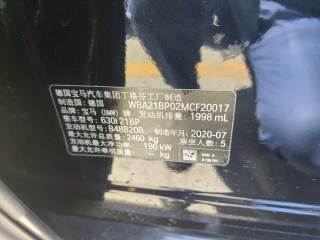 德国宝马汽车集团丁格芬工厂制造
制造国：德国 WBA21BP02MCF20017
品牌：宝马 (BMW) 牌 发动机排量：1998 mL
整车型号：630i 21BP
发动机型号：B48B20B 制造年月：2020-07
最大允许总质量：2460 kg 乘坐人数：5
发动机最大净功率：190 kW